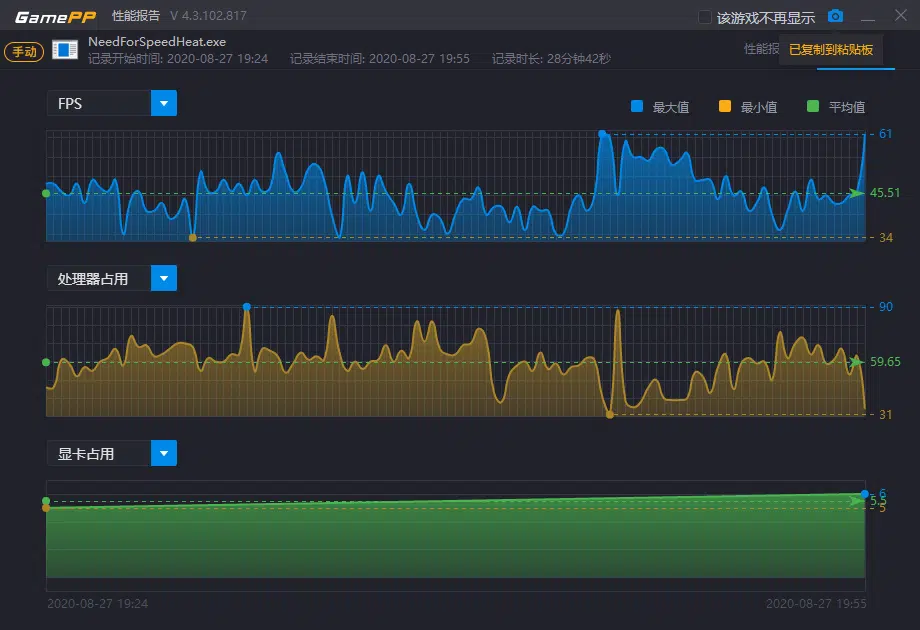 GamePP 性能报告 V 4.3.102.817 该游戏不再显示
手动 NeedForSpeedHeat.exe
记录开始时间: 2020-08-27 19:24 记录结束时间: 2020-08-27 19:55 记录时长: 28分钟42秒 性能报 已复制到粘贴板
FPS 最大值 最小值 平均值
61
45.51
34
处理器占用
90
59.65
31
显卡占用
6
5.5
5
2020-08-27 19:24 2020-08-27 19:55